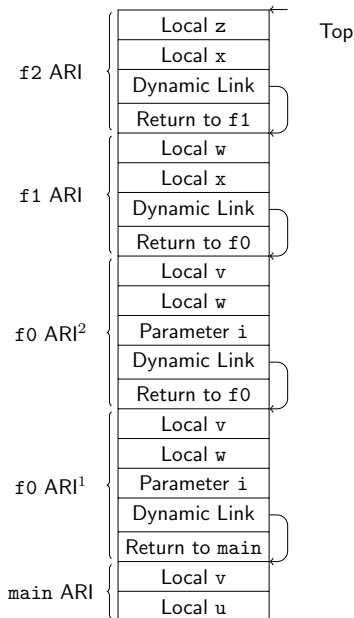 Local z
Top
Local x
f2 ARI
Dynamic Link
Return to f1
Local w
Local x
f1 ARI
Dynamic Link
Return to f0
Local v
Local w
f0 ARI²
Parameter i
Dynamic Link
Return to f0
Local v
Local w
f0 ARI¹
Parameter i
Dynamic Link
Return to main
Local v
main ARI
Local u